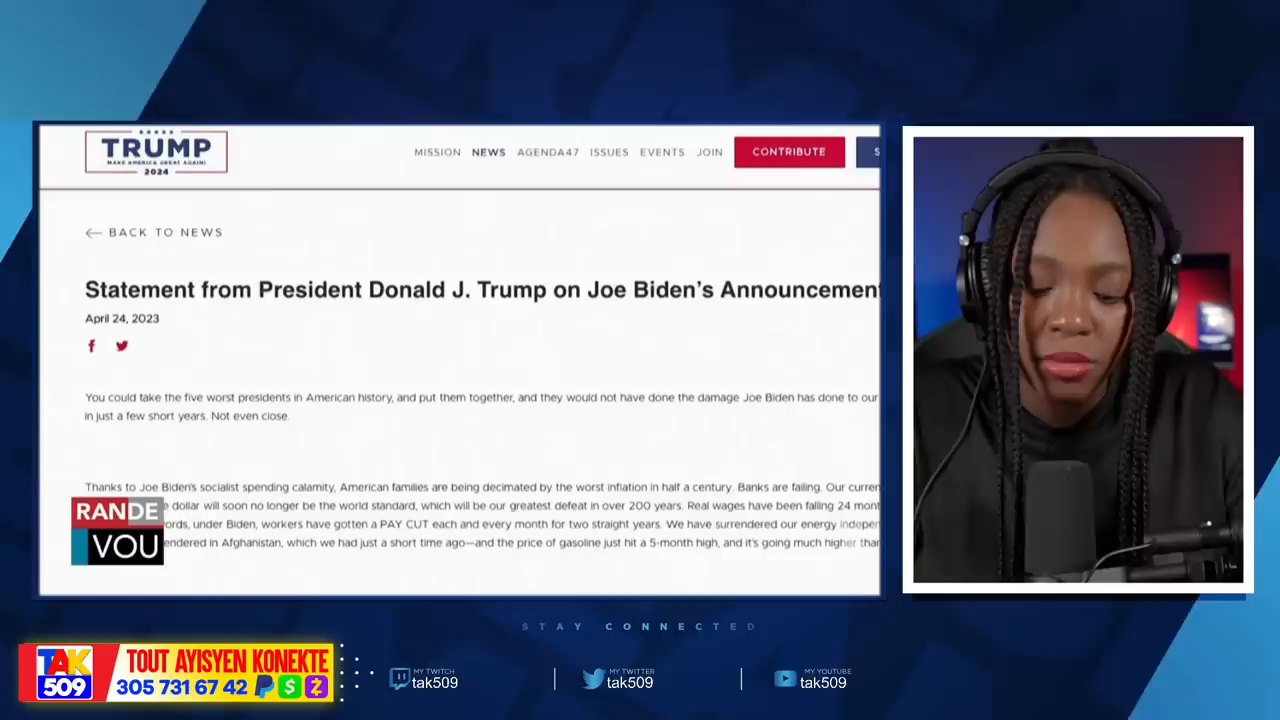 TRUMP
MAKE AMERICA GREAT AGAIN!
2024
MISSION NEWS AGENDA47 ISSUES EVENTS JOIN CONTRIBUTE S
BACK TO NEWS
Statement from President Donald J. Trump on Joe Biden's Announcement
April 24, 2023
You could take the five worst presidents in American history, and put them together, and they would not have done the damage Joe Biden has done to our
in just a few short years. Not even close.
Thanks to Joe Biden's socialist spending calamity, American families are being decimated by the worst inflation in half a century. Banks are failing. Our curren
dollar will soon no longer be the world standard, which will be our greatest defeat in over 200 years. Real wages have been falling 24 mont
ords, under Biden, workers have gotten a PAY CUT each and every month for two straight years. We have surrendered our energy indepen
endered in Afghanistan, which we had just a short time ago—and the price of gasoline just hit a 5-month high, and it's going much higher than
RANDE
VOU
STAY CONNECTED
TAK
509
TOUT AYISYEN KONEKTE
305 731 67 42
MY TWITCH
tak509
MY TWITTER
tak509
MY YOUTUBE
tak509